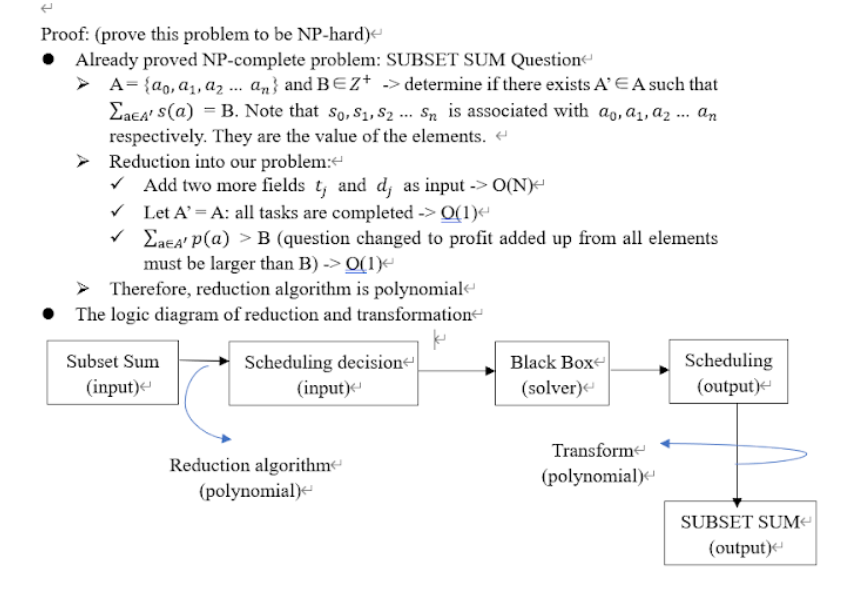 Proof: (prove this problem to be NP-hard)↵
● Already proved NP-complete problem: SUBSET SUM Question↵
➢ A= {a₀, a₁, a₂ ... aₙ} and B∈Z⁺ -> determine if there exists A’∈A such that
∑ₐ∈A′ s(a) = B. Note that s₀, s₁, s₂ ... sₙ is associated with a₀, a₁, a₂ ... aₙ
respectively. They are the value of the elements. ↵
➢ Reduction into our problem:↵
✓ Add two more fields tⱼ and dⱼ as input -> O(N)↵
✓ Let A’ = A: all tasks are completed -> O(1)↵
✓ ∑ₐ∈A′ p(a) > B (question changed to profit added up from all elements
must be larger than B) -> O(1)↵
➢ Therefore, reduction algorithm is polynomial↵
● The logic diagram of reduction and transformation↵
Subset Sum
(input)↵
Scheduling decision↵
(input)↵
Black Box↵
(solver)↵
Scheduling
(output)↵
Reduction algorithm↵
(polynomial)↵
Transform↵
(polynomial)↵
SUBSET SUM↵
(output)↵